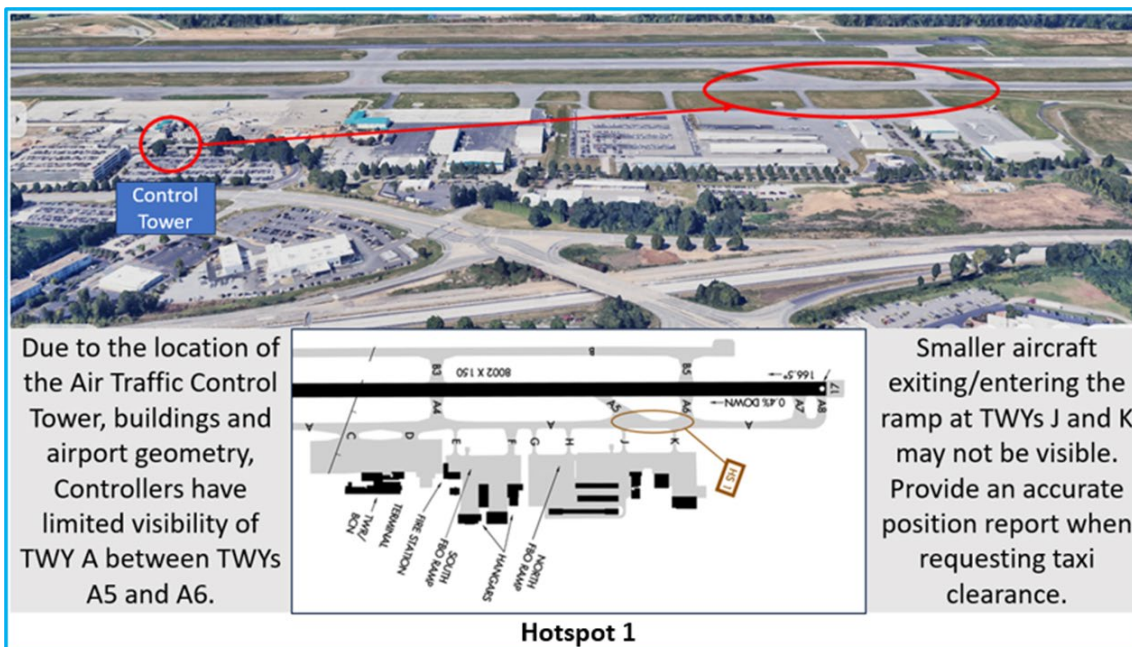 Control
Tower
Due to the location of
the Air Traffic Control
Tower, buildings and
airport geometry,
Controllers have
limited visibility of
TWY A between TWYs
A5 and A6.
B
B3
8002 X 150
B5
166.5°
17
A4
A5
A6
0.4% DOWN
A7
A8
A
A
A
C
D
E
F
G
H
J
K
HS 1
TWR/
BCN
TERMINAL
FIRE STATION
SOUTH
FBO RAMP
HANGARS
NORTH
FBO RAMP
Smaller aircraft
exiting/entering the
ramp at TWYs J and K
may not be visible.
Provide an accurate
position report when
requesting taxi
clearance.
Hotspot 1